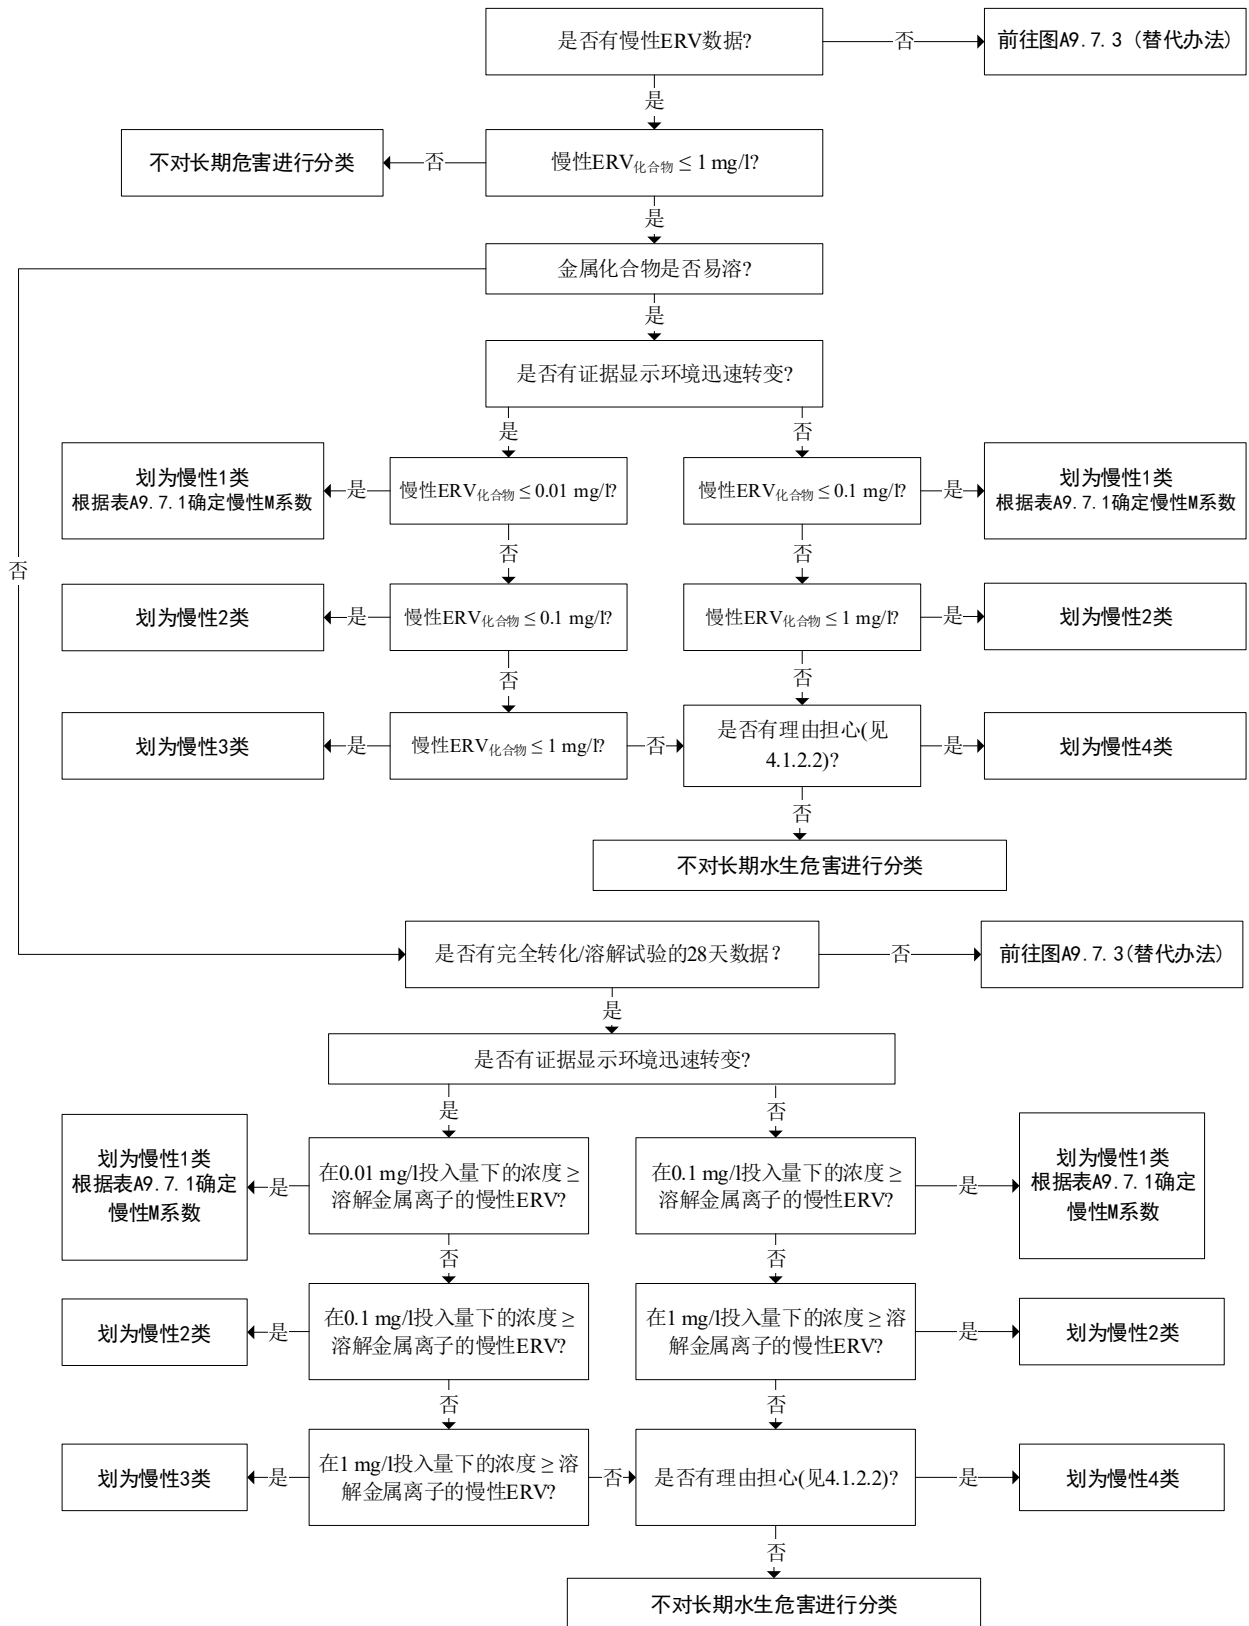 是否有慢性ERV数据?
否
前往图A9.7.3 (替代办法)
是
不对长期危害进行分类
否
慢性ERV化合物 ≤ 1 mg/l?
是
金属化合物是否易溶?
是
是否有证据显示环境迅速转变?
是
否
划为慢性1类
根据表A9.7.1确定慢性M系数
是
慢性ERV化合物 ≤ 0.01 mg/l?
慢性ERV化合物 ≤ 0.1 mg/l?
是
划为慢性1类
根据表A9.7.1确定慢性M系数
否
否
否
划为慢性2类
是
慢性ERV化合物 ≤ 0.1 mg/l?
慢性ERV化合物 ≤ 1 mg/l?
是
划为慢性2类
否
否
划为慢性3类
是
慢性ERV化合物 ≤ 1 mg/l?
否
是否有理由担心(见
4.1.2.2)?
是
划为慢性4类
否
不对长期水生危害进行分类
是否有完全转化/溶解试验的28天数据?
否
前往图A9.7.3(替代办法)
是
是否有证据显示环境迅速转变?
是
否
划为慢性1类
根据表A9.7.1确定
慢性M系数
是
在0.01 mg/l投入量下的浓度 ≥
溶解金属离子的慢性ERV?
在0.1 mg/l投入量下的浓度 ≥
溶解金属离子的慢性ERV?
是
划为慢性1类
根据表A9.7.1确定
慢性M系数
否
否
划为慢性2类
是
在0.1 mg/l投入量下的浓度 ≥
溶解金属离子的慢性ERV?
在1 mg/l投入量下的浓度 ≥ 溶
解金属离子的慢性ERV?
是
划为慢性2类
否
否
划为慢性3类
是
在1 mg/l投入量下的浓度 ≥ 溶
解金属离子的慢性ERV?
否
是否有理由担心(见4.1.2.2)?
是
划为慢性4类
否
不对长期水生危害进行分类